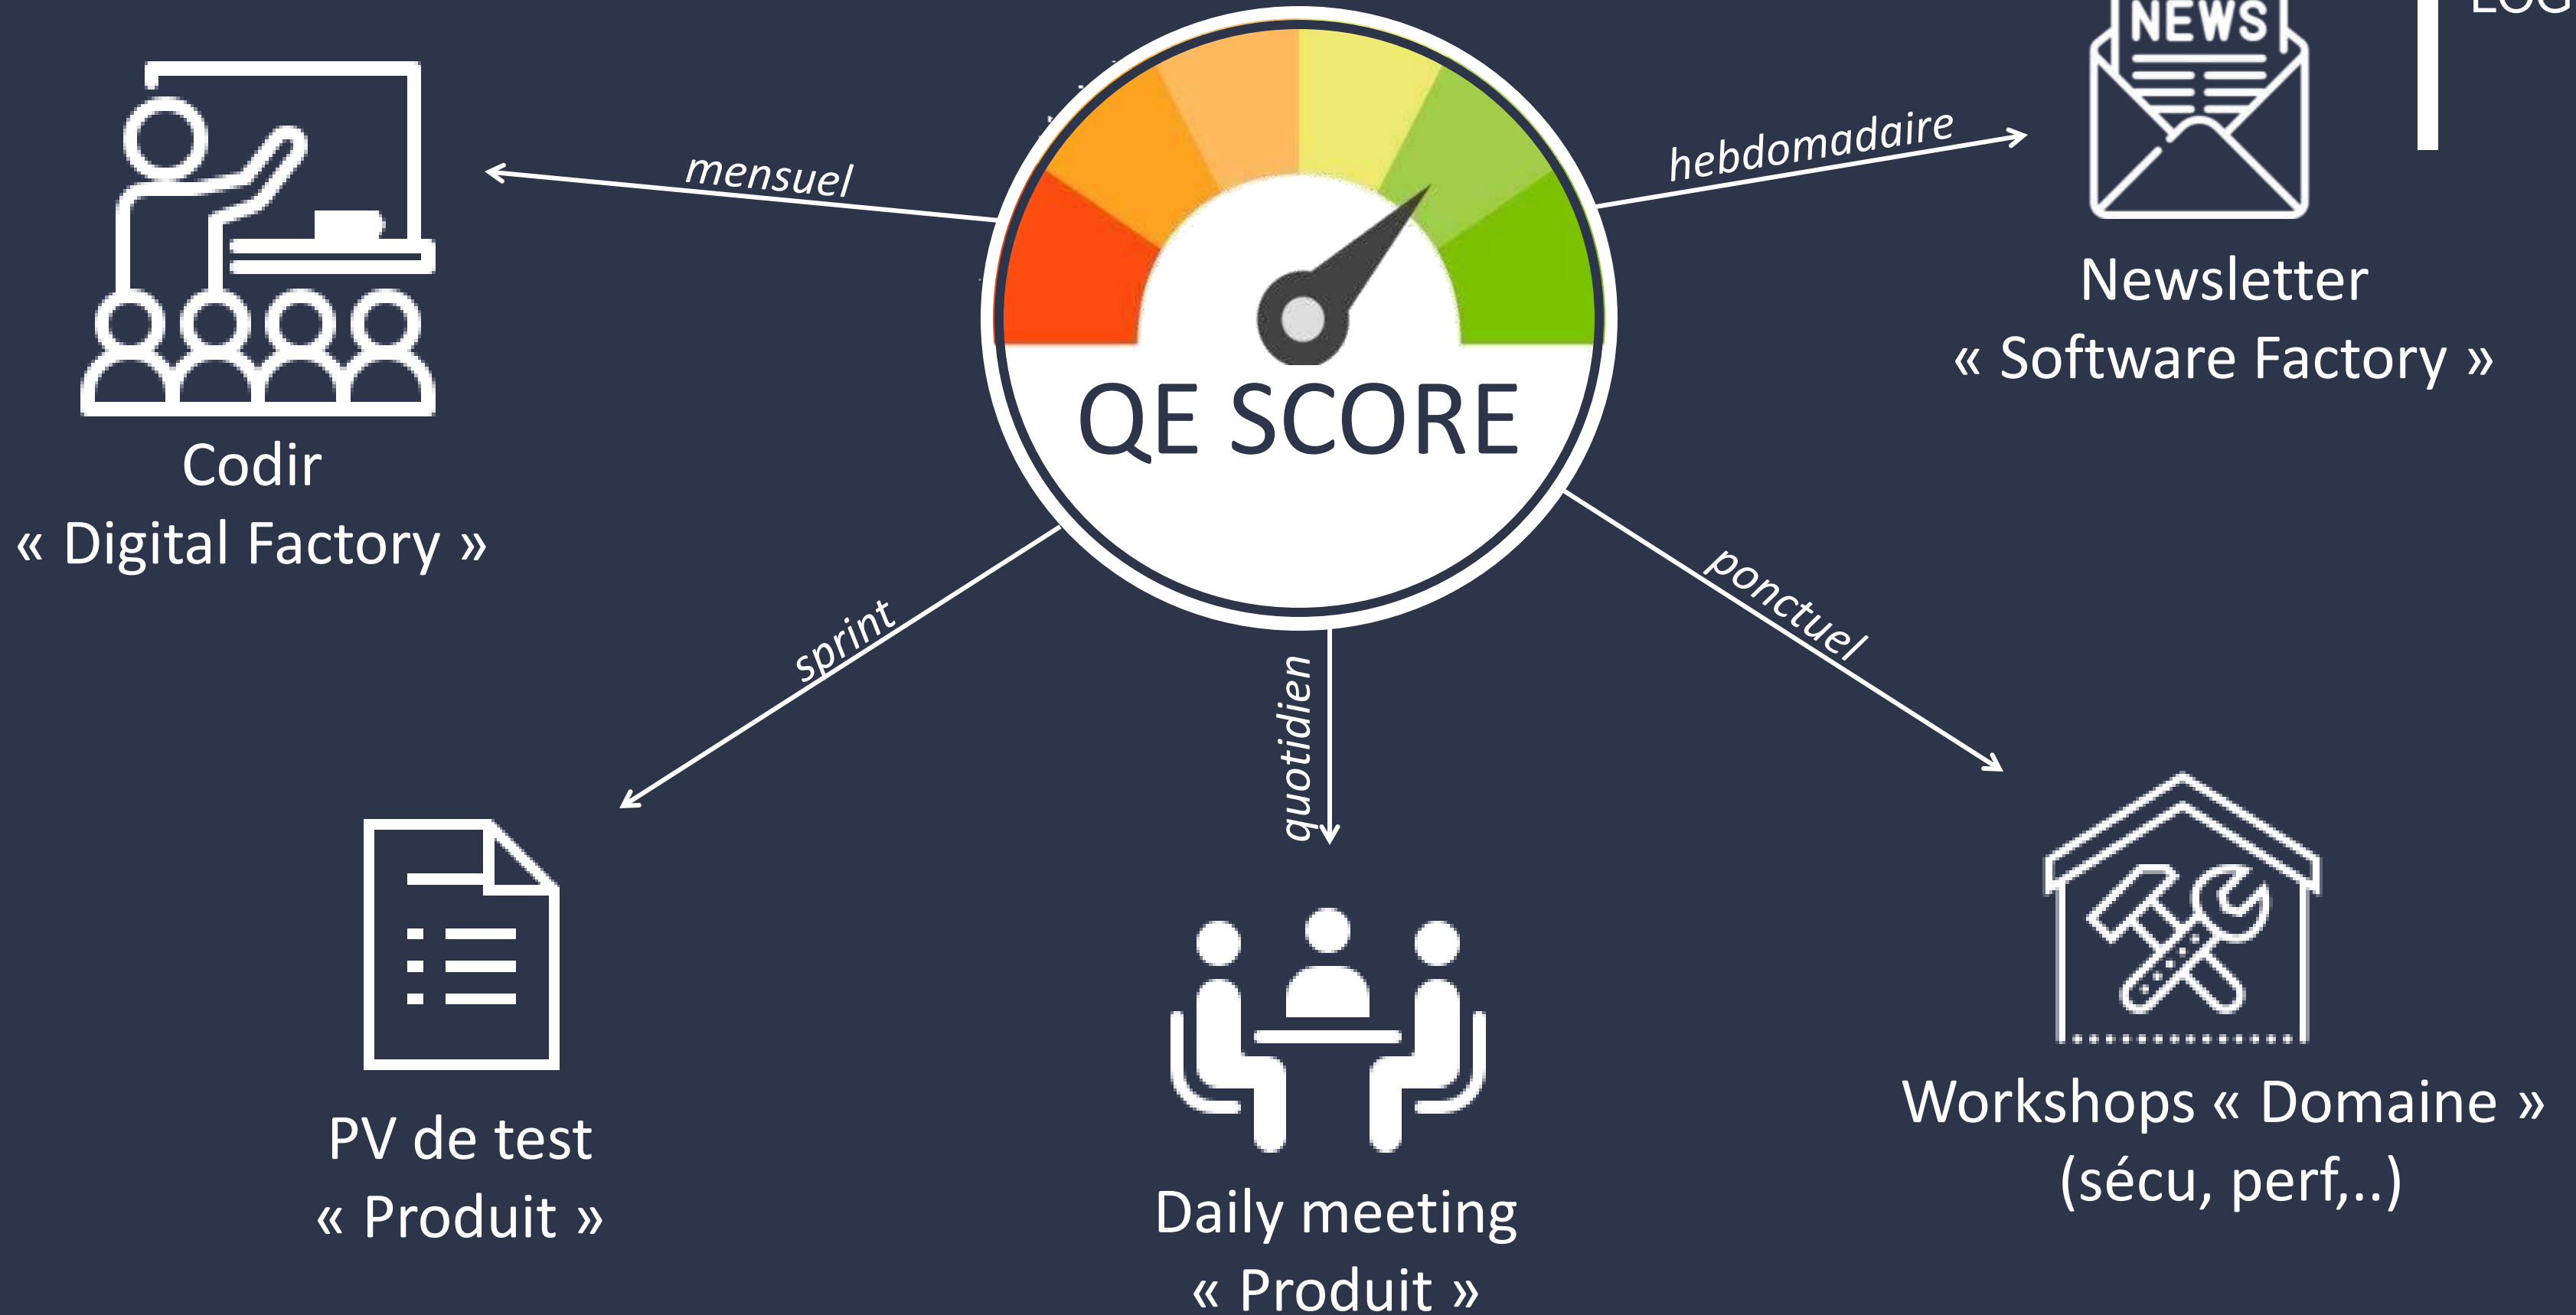 NEWS
mensuel
hebdomadaire
Newsletter
« Software Factory »
QE SCORE
Codir
« Digital Factory »
sprint
quotidien
ponctuel
PV de test
« Produit »
Daily meeting
« Produit »
Workshops « Domaine »
(sécu, perf,..)